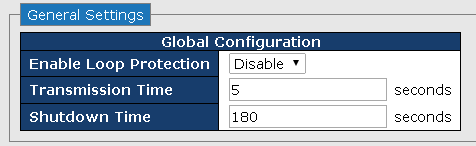 General Settings
Global Configuration
Enable Loop Protection Disable
Transmission Time 5 seconds
Shutdown Time 180 seconds